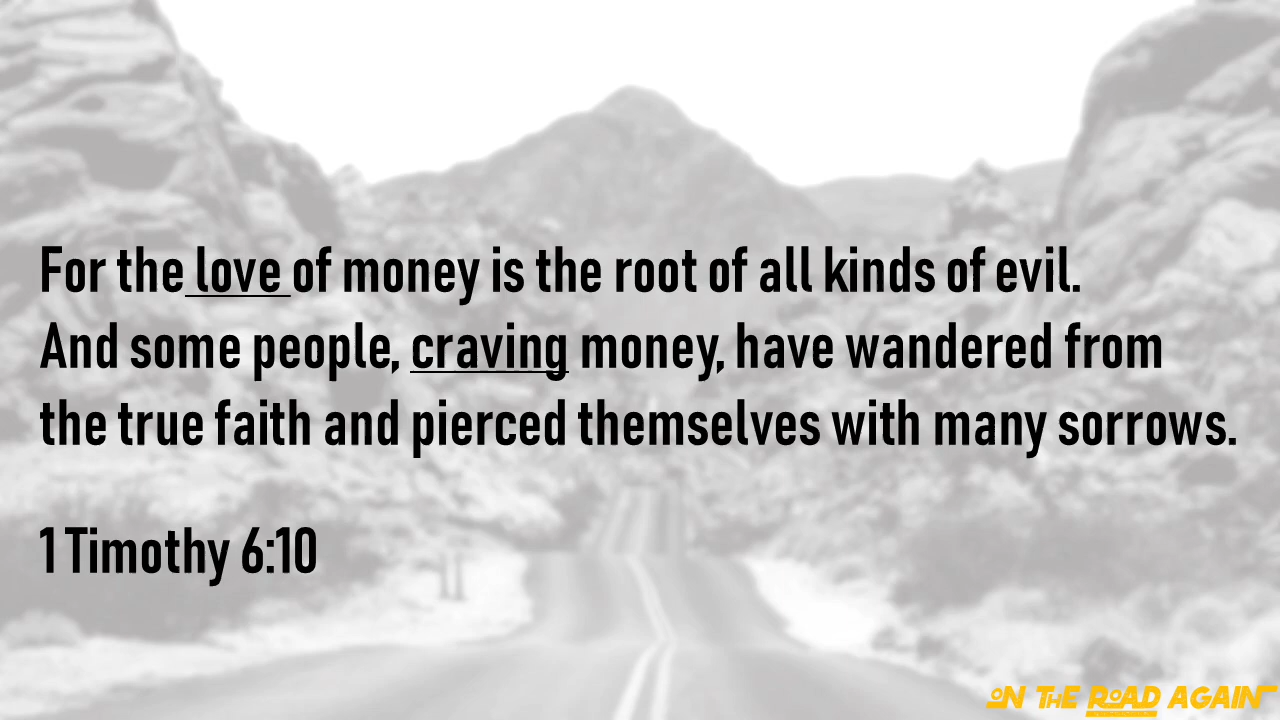 For the love of money is the root of all kinds of evil.
And some people, craving money, have wandered from
the true faith and pierced themselves with many sorrows.
1 Timothy 6:10
ON THE ROAD AGAIN